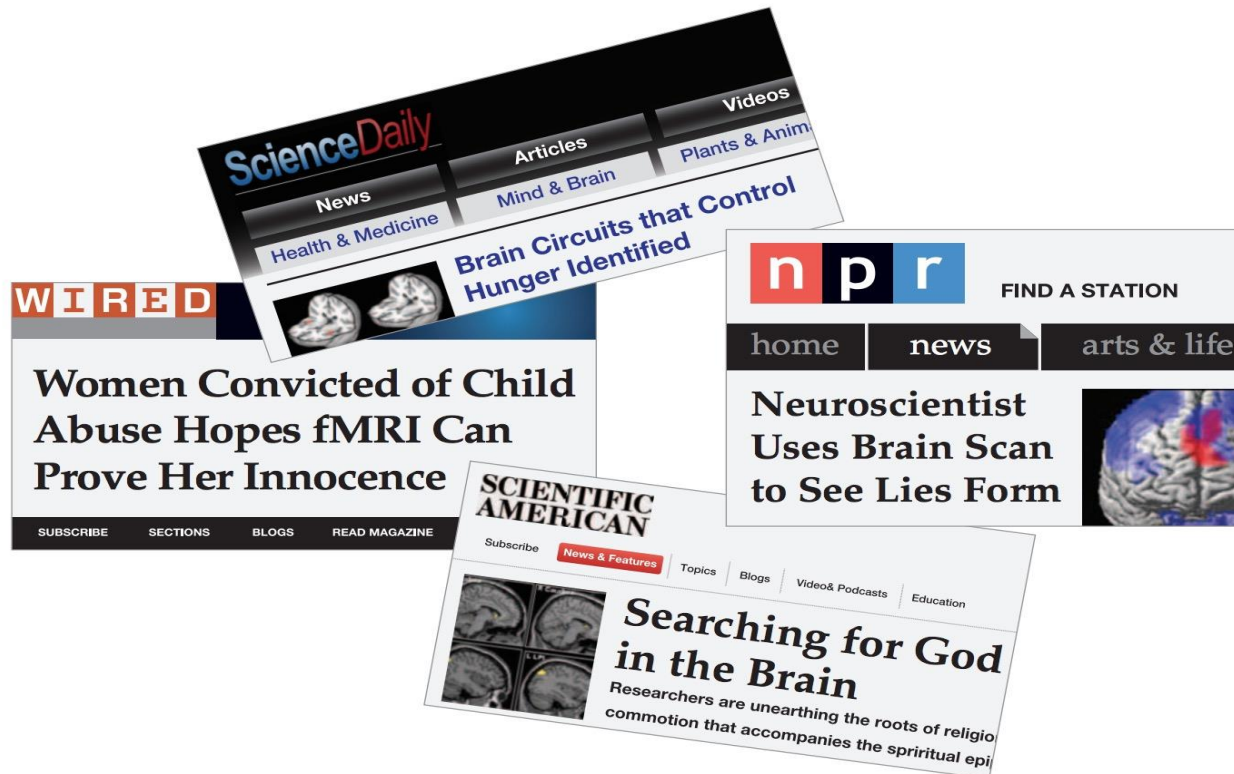 ScienceDaily
News
Articles
Videos
Health & Medicine
Mind & Brain
Plants &
Brain Circuits that Control
Hunger Identified
WIRED
Women Convicted of Child
Abuse Hopes fMRI Can
Prove Her Innocence
SUBSCRIBE SECTIONS BLOGS READ MAGAZINE
npr
FIND A STATION
home news arts & life
Neuroscientist
Uses Brain Scan
to See Lies Form
SCIENTIFIC
AMERICAN
Subscribe News & Features Topics Blogs Video& Podcasts Education
Searching for God
in the Brain
Researchers are unearthing the roots of
commotion that accompanies the spriritual